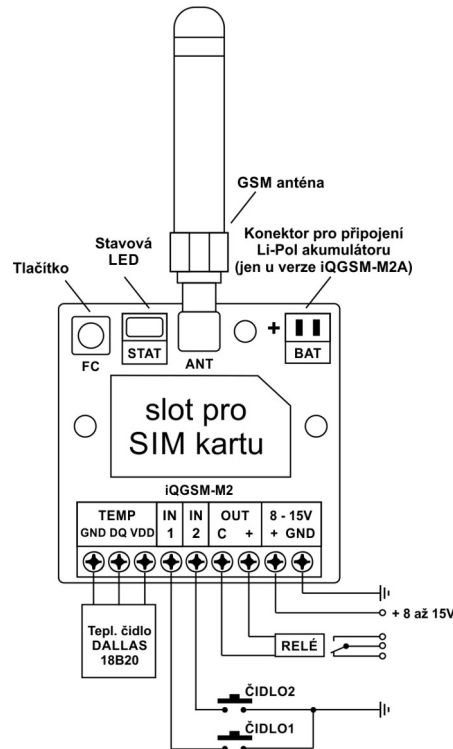 GSM anténa
Konektor pro připojení
Li-Pol akumulátoru
(jen u verze iQGSM-M2A)
Stavová
LED
Tlačítko
FC
STAT
ANT
+
BAT
slot pro
SIM kartu
iQGSM-M2
TEMP
GND DQ VDD
IN
1
IN
2
OUT
C +
8 - 15V
+ GND
+ 8 až 15V
Tepl. čidlo
DALLAS
18B20
RELÉ
ČIDLO2
ČIDLO1